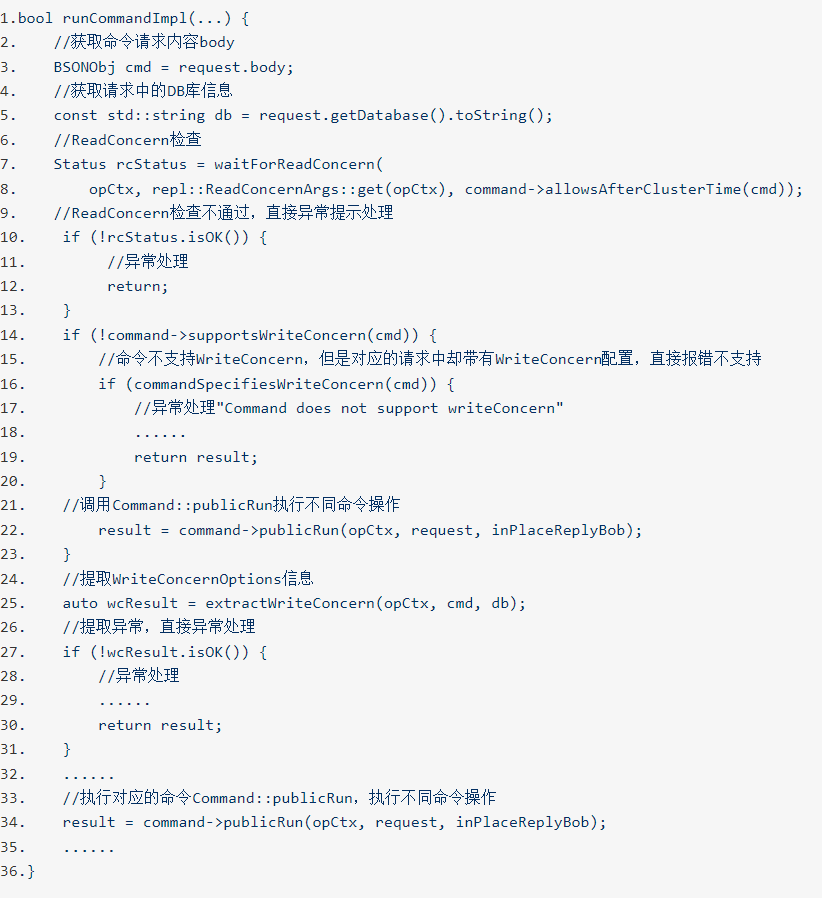 1.bool runCommandImpl(...) {
2.    //获取命令请求内容body
3.    BSONObj cmd = request.body;
4.    //获取请求中的DB库信息
5.    const std::string db = request.getDatabase().toString();
6.    //ReadConcern检查
7.    Status rcStatus = waitForReadConcern(
8.        opCtx, repl::ReadConcernArgs::get(opCtx), command->allowsAfterClusterTime(cmd));
9.    //ReadConcern检查不通过，直接异常提示处理
10.    if (!rcStatus.isOK()) {
11.         //异常处理
12.         return;
13.    }
14.    if (!command->supportsWriteConcern(cmd)) {
15.        //命令不支持WriteConcern，但是对应的请求中却带有WriteConcern配置，直接报错不支持
16.        if (commandSpecifiesWriteConcern(cmd)) {
17.            //异常处理"Command does not support writeConcern"
18.            ......
19.            return result;
20.        }
21.    //调用Command::publicRun执行不同命令操作
22.        result = command->publicRun(opCtx, request, inPlaceReplyBob);
23.    }
24.    //提取WriteConcernOptions信息
25.    auto wcResult = extractWriteConcern(opCtx, cmd, db);
26.    //提取异常，直接异常处理
27.    if (!wcResult.isOK()) {
28.        //异常处理
29.        ......
30.        return result;
31.    }
32.    ......
33.    //执行对应的命令Command::publicRun，执行不同命令操作
34.    result = command->publicRun(opCtx, request, inPlaceReplyBob);
35.    ......
36.}